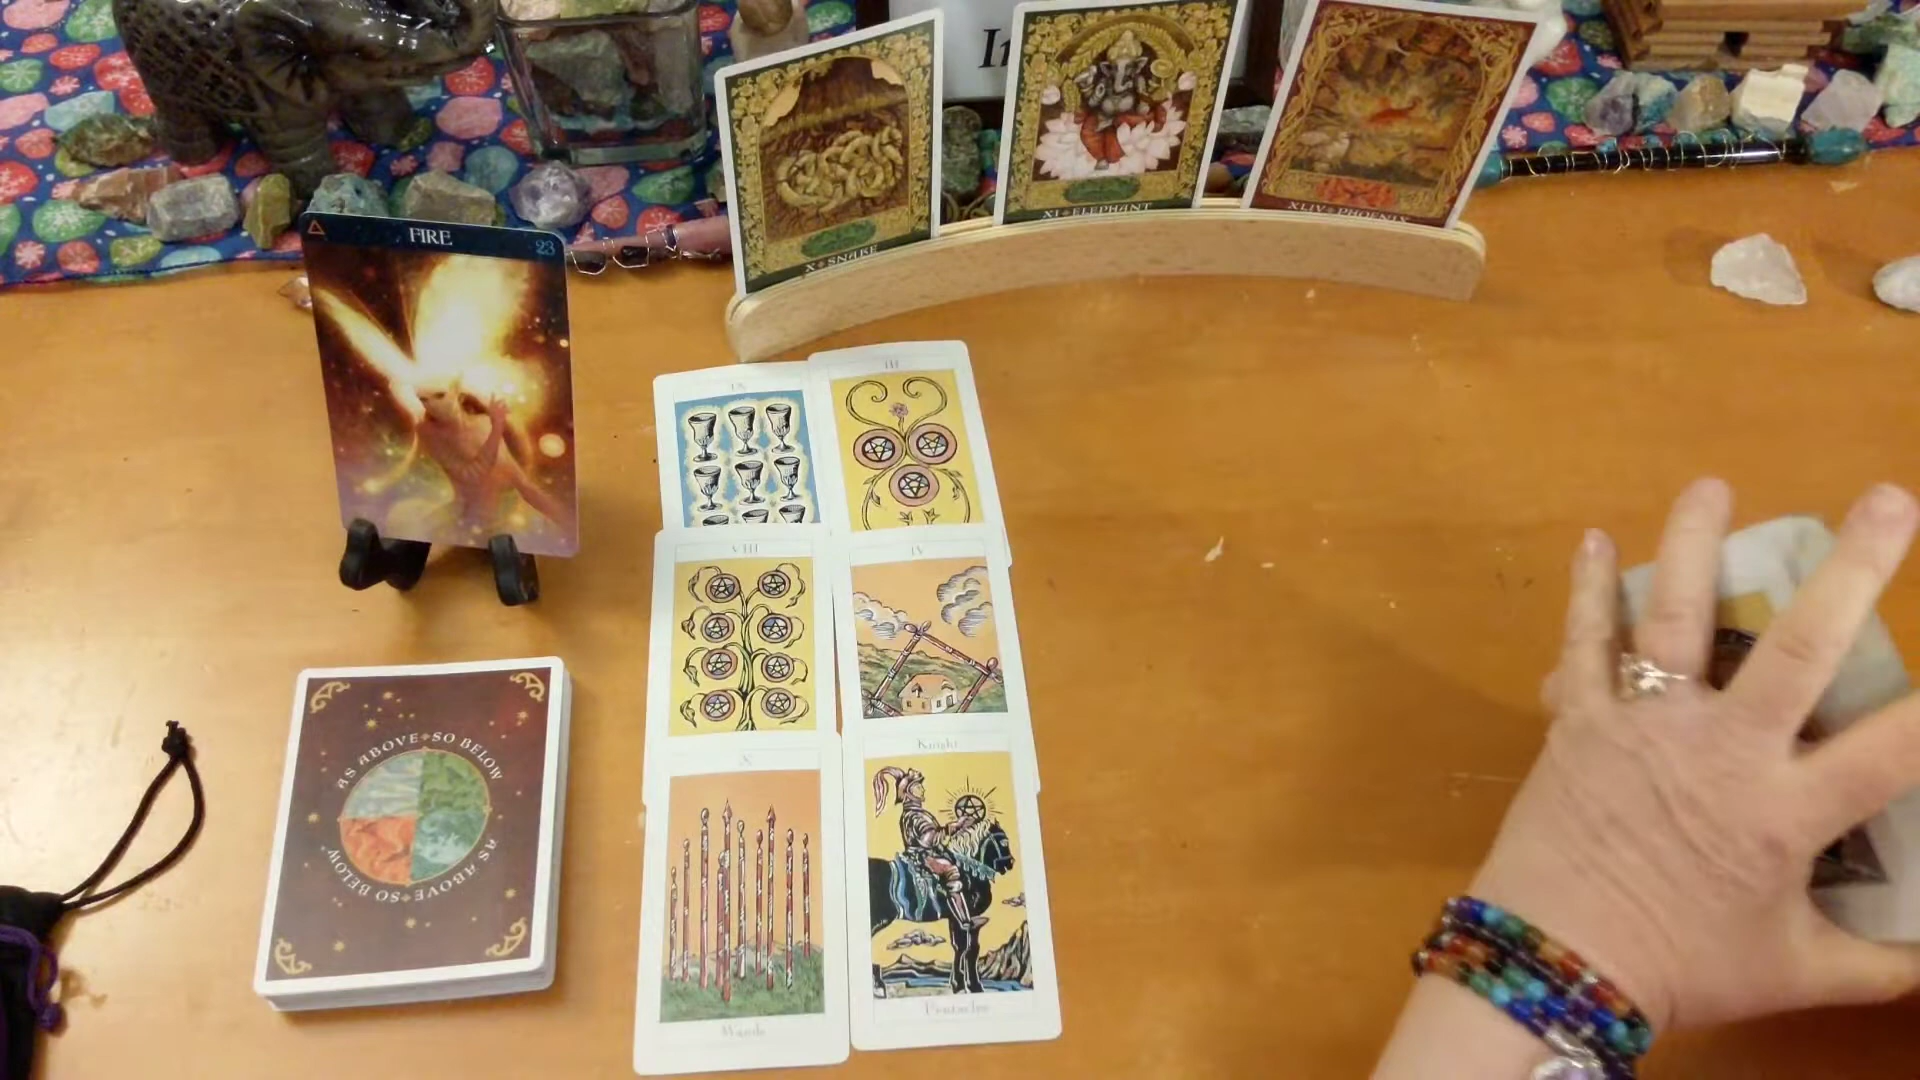 In
X ✦ SNAKE
XI ✦ ELEPHANT
XLIV ✦ PHOENIX
FIRE
23
IX
III
VIII
IV
X
Wands
Knight
Pentacles
AS ABOVE ✦ SO BELOW
AS ABOVE ✦ SO BELOW